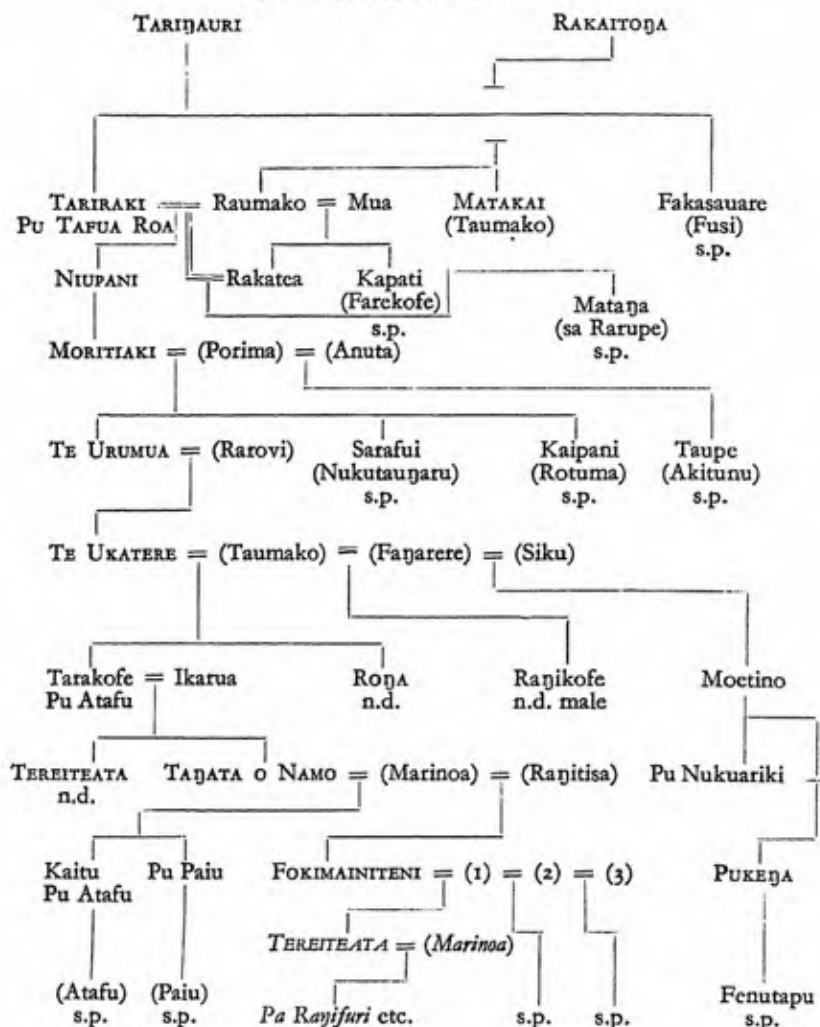 TARIŊAURI RAKAITOŊA
TARIRAKI = Raumako = Mua MATAKAI Fakasauare
PU TAFUA ROA (Taumako) (Fusi)
s.p.
NIUPANI = Rakatea Kapati
(Farekofe)
s.p.
Mataŋa
(sa Rarupe)
s.p.
MORITIAKI = (Porima) = (Anuta)
TE URUMUA = (Rarovi) Sarafui Kaipani Taupe
(Nukutauŋaru) (Rotuma) (Akitunu)
s.p. s.p. s.p.
TE UKATERE = (Taumako) = (Faŋarere) = (Siku)
Tarakofe = Ikarua ROŊA Raŋikofe Moetino
Pu Atafu n.d. n.d. male
TEREITEATA TAŊATA O NAMO = (Marinoa) = (Raŋitisa) Pu Nukuariki
n.d.
Kaitu Pu Paiu FOKIMAINITENI = (1) = (2) = (3) PUKEŊA
Pu Atafu
TEREITEATA = (Marinoa)
(Atafu) (Paiu) Fenutapu
s.p. s.p. Pa Raŋifuri etc. s.p. s.p. s.p.